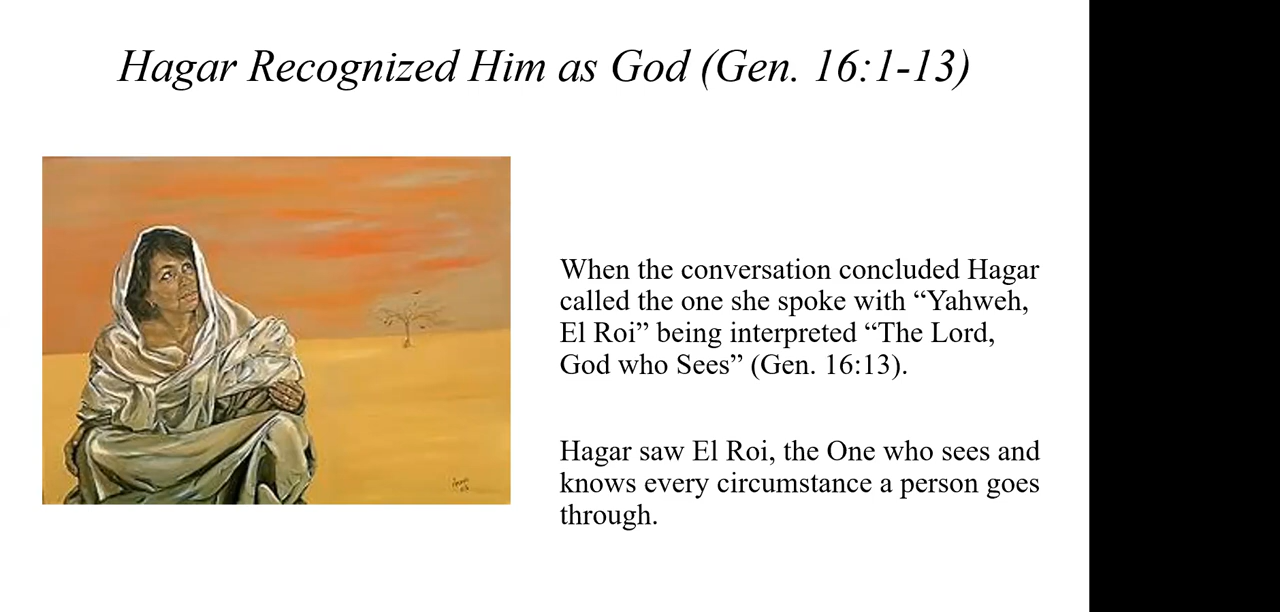 Hagar Recognized Him as God (Gen. 16:1-13)
When the conversation concluded Hagar
called the one she spoke with “Yahweh,
El Roi” being interpreted “The Lord,
God who Sees” (Gen. 16:13).
Hagar saw El Roi, the One who sees and
knows every circumstance a person goes
through.